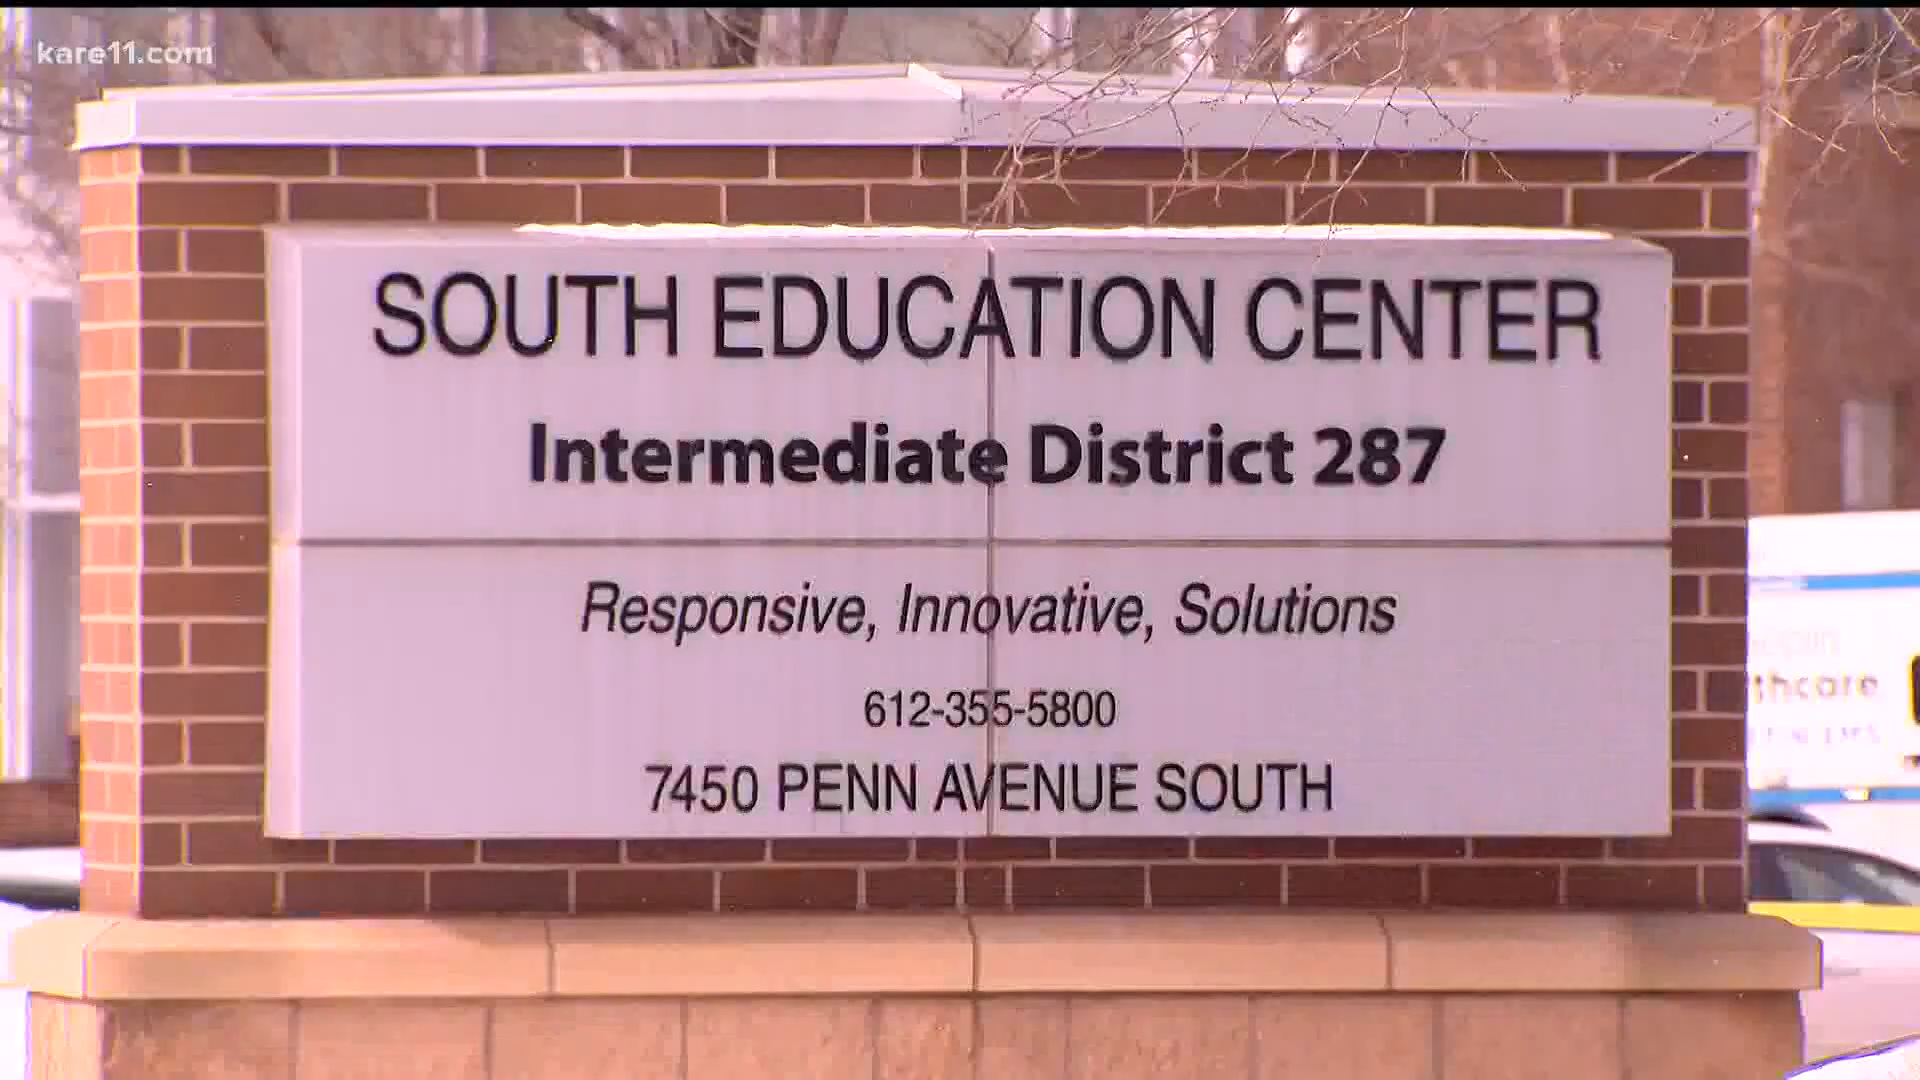 kare11.com
SOUTH EDUCATION CENTER
Intermediate District 287
Responsive, Innovative, Solutions
612-355-5800
7450 PENN AVENUE SOUTH